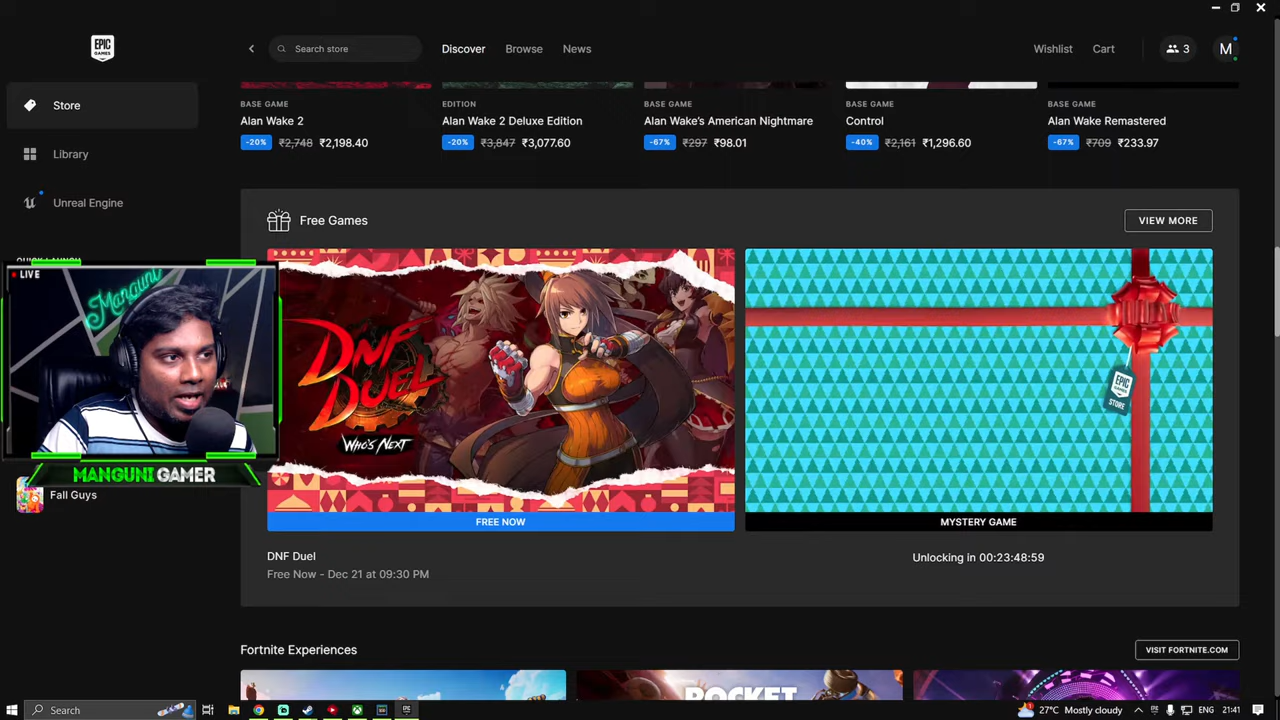 EPIC
GAMES
Search store
Discover
Browse
News
Wishlist
Cart
3
M
Store
Library
Unreal Engine
BASE GAME
Alan Wake 2
-20% ₹2,748 ₹2,198.40
EDITION
Alan Wake 2 Deluxe Edition
-20% ₹3,847 ₹3,077.60
BASE GAME
Alan Wake's American Nightmare
-67% ₹297 ₹98.01
BASE GAME
Control
-40% ₹2,161 ₹1,296.60
BASE GAME
Alan Wake Remastered
-67% ₹709 ₹233.97
Free Games
VIEW MORE
QUICK LAUNCH
LIVE
Manguni
MANGUNI GAMER
Fall Guys
DNF
DUEL
WHO'S NEXT
FREE NOW
DNF Duel
Free Now - Dec 21 at 09:30 PM
EPIC
GAMES
STORE
MYSTERY GAME
Unlocking in 00:23:48:59
Fortnite Experiences
VISIT FORTNITE.COM
ROCKET
Search
27°C Mostly cloudy
ENG
21:41